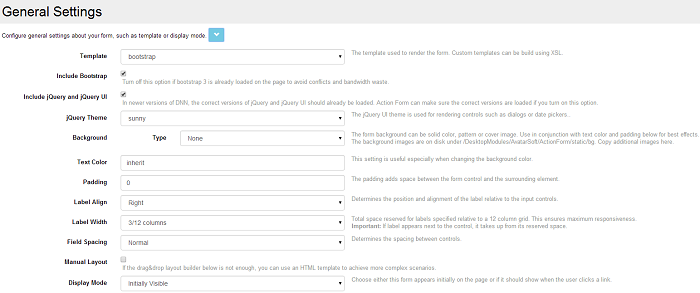 General Settings
Configure general settings about your form, such as template or display mode.
Template
bootstrap
The template used to render the form. Custom templates can be build using XSL.
Include Bootstrap
Turn off this option if bootstrap 3 is already loaded on the page to avoid conflicts and bandwidth waste.
Include jQuery and jQuery UI
In newer versions of DNN, the correct versions of jQuery and jQuery UI should already be loaded. Action Form can make sure the correct versions are loaded if you turn on this option.
jQuery Theme
sunny
The jQuery UI theme is used for rendering controls such as dialogs or date pickers..
Background
Type
None
The form background can be solid color, pattern or cover image. Use in conjuction with text color and padding below for best effects.
The background images are on disk under /DesktopModules/AvatarSoft/ActionForm/static/bg. Copy additional images here.
Text Color
inherit
This setting is useful especially when changing the background color.
Padding
0
The padding adds space between the form control and the surrounding element.
Label Align
Right
Determines the position and alignment of the label relative to the input controls.
Label Width
3/12 columns
Total space reserved for labels specified relative to a 12 column grid. This ensures maximum responsiveness.
Important: If label appears next to the control, it takes up from its reserved space.
Field Spacing
Normal
Determines the spacing between controls.
Manual Layout
If the drag&drop layout builder below is not enough, you can use an HTML template to achieve more complex scenarios.
Display Mode
Initially Visible
Choose either this form appears initially on the page or if it should show when the user clicks a link.